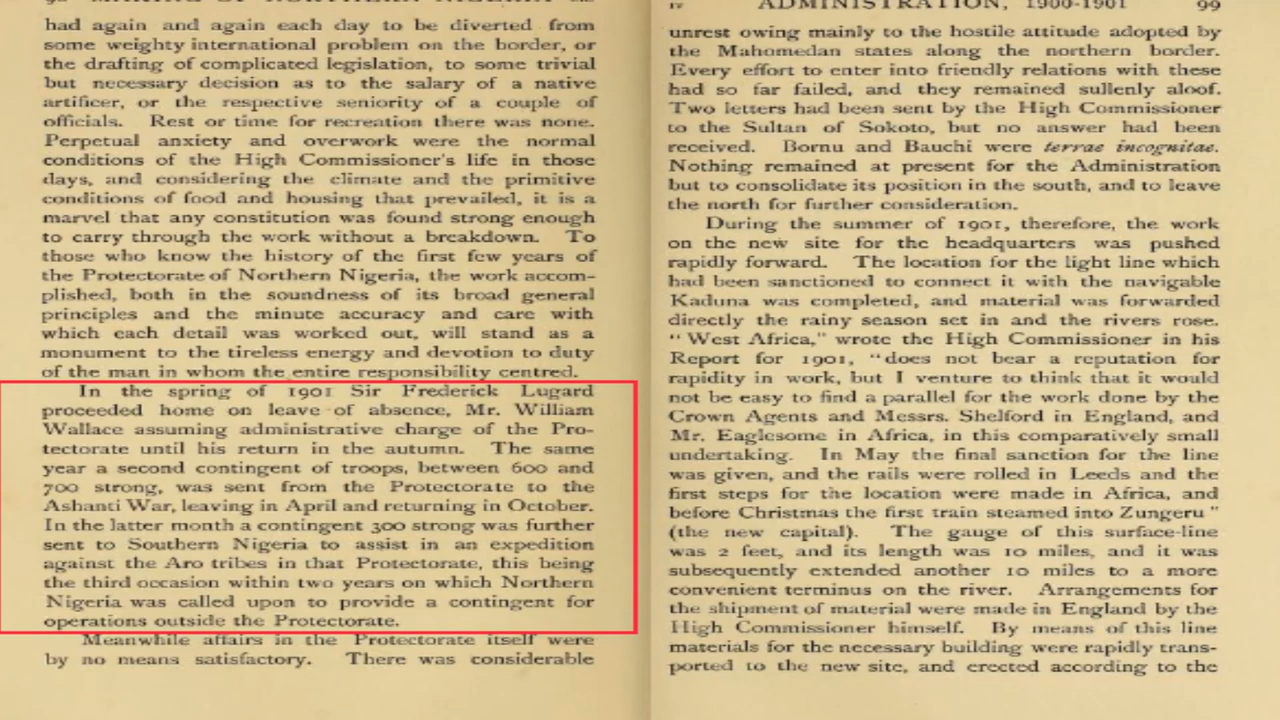 had again and again each day to be diverted from
some weighty international problem on the border, or
the drafting of complicated legislation, to some trivial
but necessary decision as to the salary of a native
artificer, or the respective seniority of a couple of
officials. Rest or time for recreation there was none.
Perpetual anxiety and overwork were the normal
conditions of the High Commissioner's life in those
days, and considering the climate and the primitive
conditions of food and housing that prevailed, it is a
marvel that any constitution was found strong enough
to carry through the work without a breakdown. To
those who know the history of the first few years of
the Protectorate of Northern Nigeria, the work accom-
plished, both in the soundness of its broad general
principles and the minute accuracy and care with
which each detail was worked out, will stand as a
monument to the tireless energy and devotion to duty
of the man in whom the entire responsibility centred.
In the spring of 1901 Sir Frederick Lugard
proceeded home on leave of absence, Mr. William
Wallace assuming administrative charge of the Pro-
tectorate until his return in the autumn. The same
year a second contingent of troops, between 600 and
700 strong, was sent from the Protectorate to the
Ashanti War, leaving in April and returning in October.
In the latter month a contingent 300 strong was further
sent to Southern Nigeria to assist in an expedition
against the Aro tribes in that Protectorate, this being
the third occasion within two years on which Northern
Nigeria was called upon to provide a contingent for
operations outside the Protectorate.
Meanwhile affairs in the Protectorate itself were
by no means satisfactory. There was considerable
IV ADMINISTRATION, 1900-1901 99
unrest owing mainly to the hostile attitude adopted by
the Mahomedan states along the northern border.
Every effort to enter into friendly relations with these
had so far failed, and they remained sullenly aloof.
Two letters had been sent by the High Commissioner
to the Sultan of Sokoto, but no answer had been
received. Bornu and Bauchi were terrae incognitae.
Nothing remained at present for the Administration
but to consolidate its position in the south, and to leave
the north for further consideration.
During the summer of 1901, therefore, the work
on the new site for the headquarters was pushed
rapidly forward. The location for the light line which
had been sanctioned to connect it with the navigable
Kaduna was completed, and material was forwarded
directly the rainy season set in and the rivers rose.
"West Africa," wrote the High Commissioner in his
Report for 1901, "does not bear a reputation for
rapidity in work, but I venture to think that it would
not be easy to find a parallel for the work done by the
Crown Agents and Messrs. Shelford in England, and
Mr. Eaglesome in Africa, in this comparatively small
undertaking. In May the final sanction for the line
was given, and the rails were rolled in Leeds and the
first steps for the location were made in Africa, and
before Christmas the first train steamed into Zungeru"
(the new capital). The gauge of this surface-line
was 2 feet, and its length was 10 miles, and it was
subsequently extended another 10 miles to a more
convenient terminus on the river. Arrangements for
the shipment of material were made in England by the
High Commissioner himself. By means of this line
materials for the necessary building were rapidly trans-
ported to the new site, and erected according to the